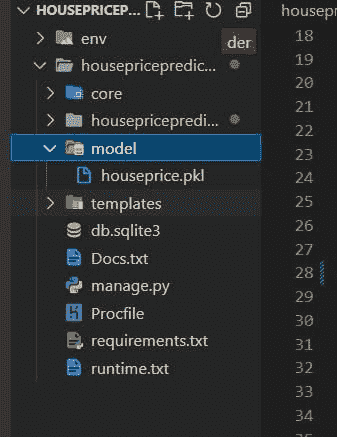 HOUSEPRICEP...
housepr
der
env
housepricepredic...
core
housepricepredi...
model
houseprice.pkl
templates
db.sqlite3
Docs.txt
manage.py
Procfile
requirements.txt
runtime.txt
18
19
20
21
22
23
24
25
26
27
28
29
30
31
32
33
34